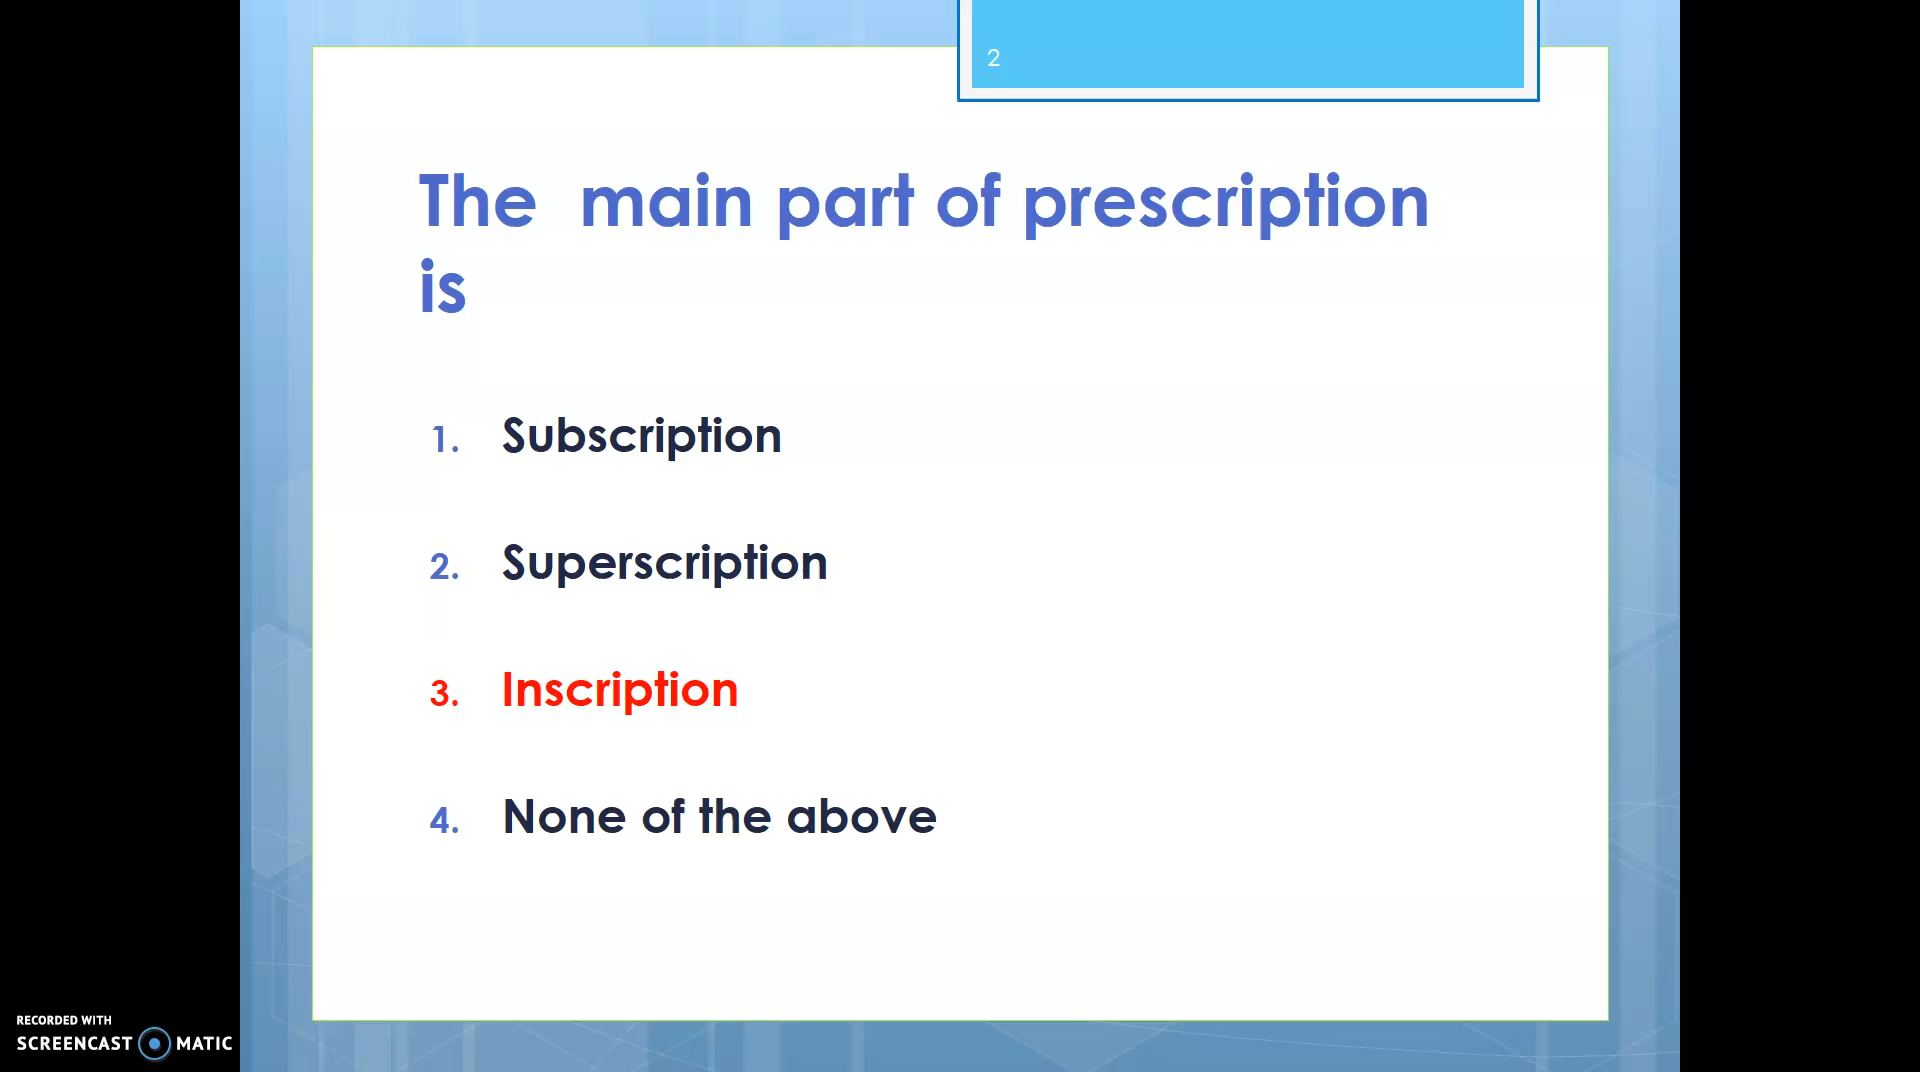 2
The  main part of prescription
is
1. Subscription
2. Superscription
3. Inscription
4. None of the above
RECORDED WITH
SCREENCAST MATIC